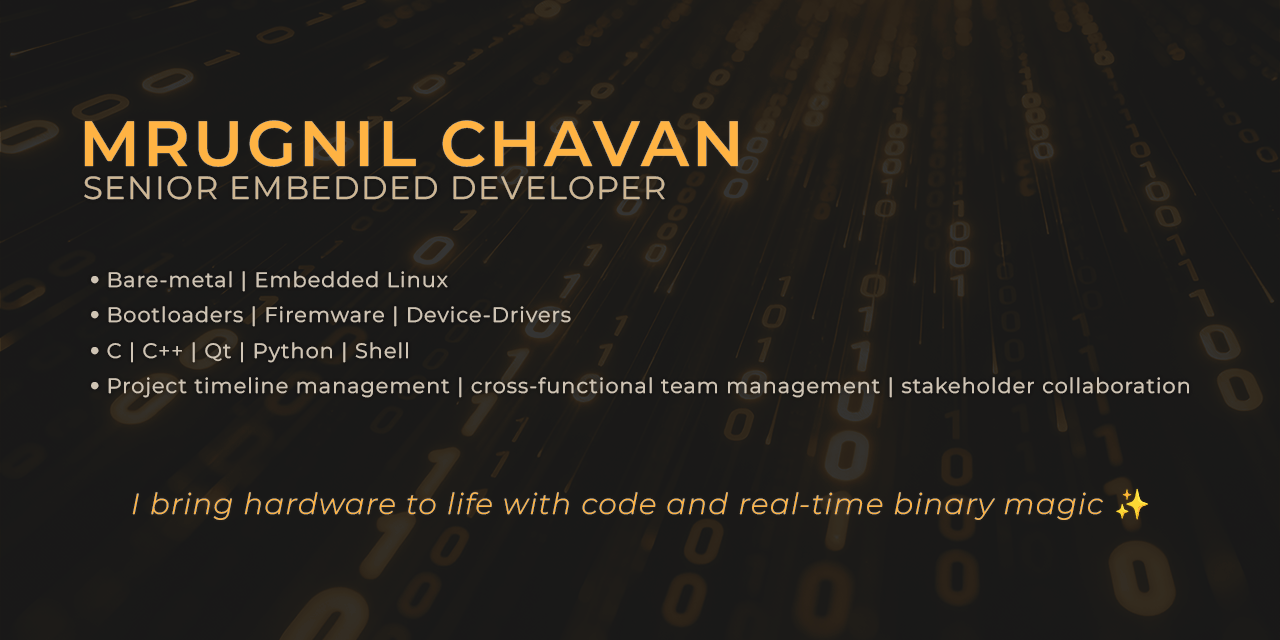 MRUGNIL CHAVAN
SENIOR EMBEDDED DEVELOPER
• Bare-metal | Embedded Linux
• Bootloaders | Firemware | Device-Drivers
• C | C++ | Qt | Python | Shell
• Project timeline management | cross-functional team management | stakeholder collaboration
I bring hardware to life with code and real-time binary magic ✨